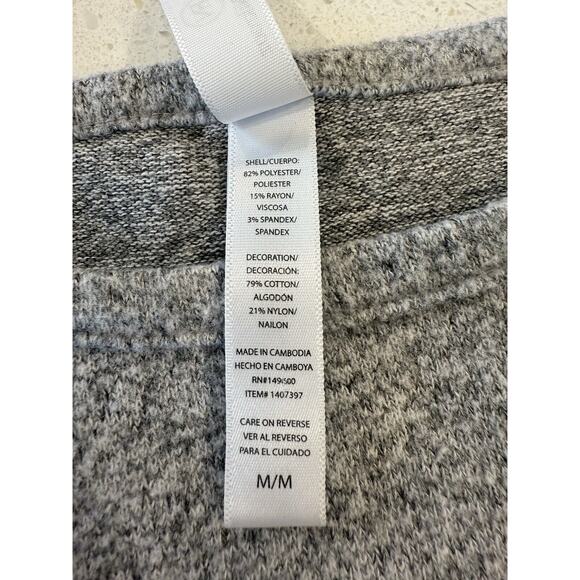 SHELL/CUERPO:
82% POLYESTER/
POLIESTER
15% RAYON/
VISCOSA
3% SPANDEX/
SPANDEX
DECORATION/
DECORACIÓN:
79% COTTON/
ALGODÓN
21% NYLON/
NAILON
MADE IN CAMBODIA
HECHO EN CAMBOYA
ITEM# 1407397
CARE ON REVERSE
VER AL REVERSO
PARA EL CUIDADO
M/M